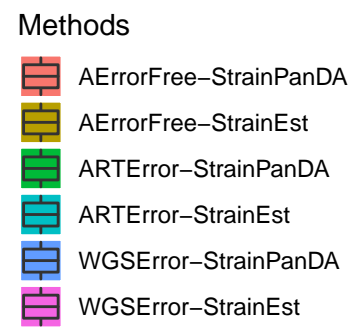 Methods
AErrorFree−StrainPanDA
AErrorFree−StrainEst
ARTError−StrainPanDA
ARTError−StrainEst
WGSError−StrainPanDA
WGSError−StrainEst